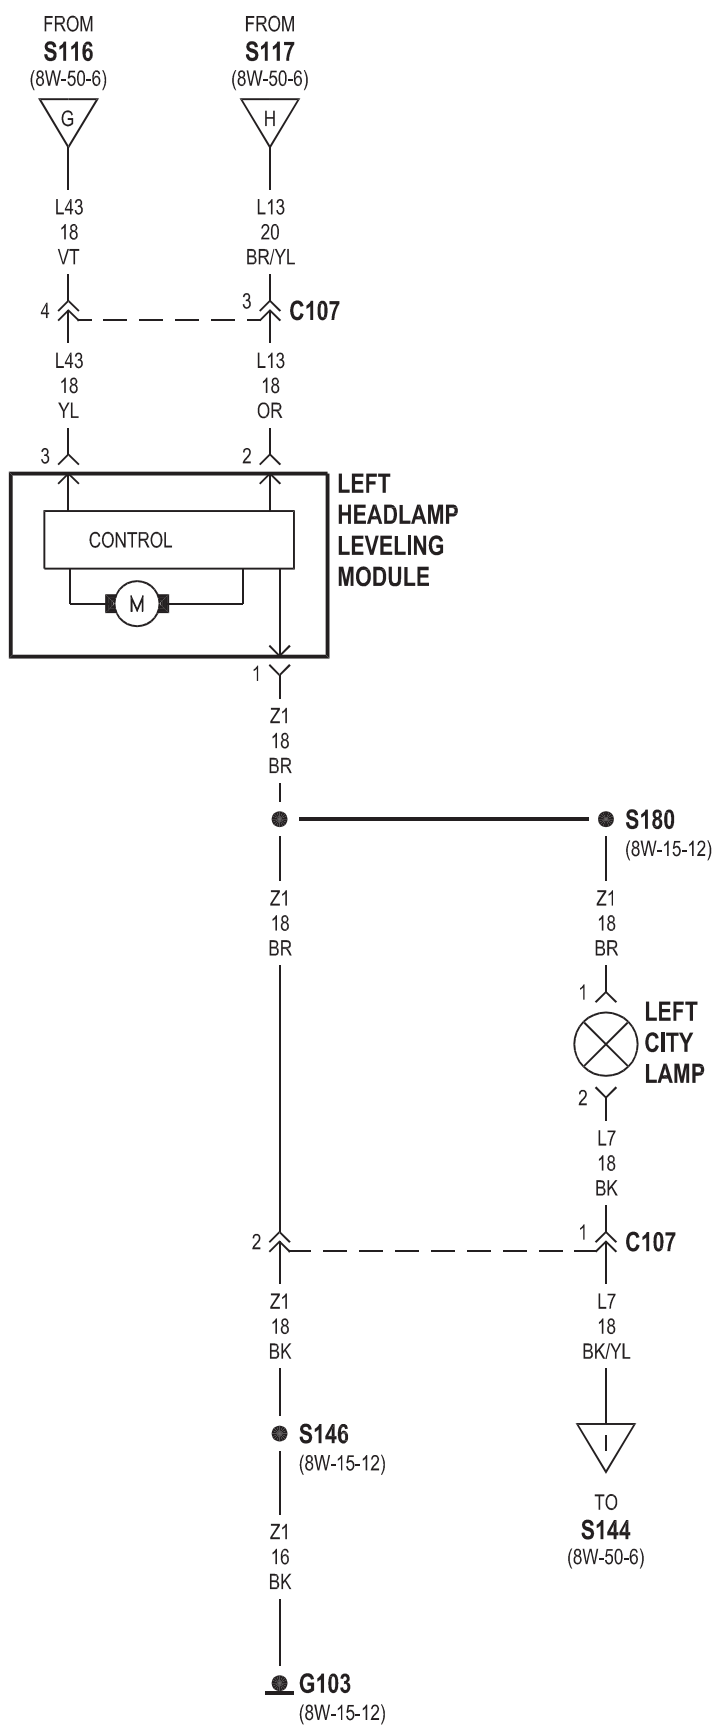 FROM
S116
(8W-50-6)
G
FROM
S117
(8W-50-6)
H
L43
18
VT
L13
20
BR/YL
4
3
C107
L43
18
YL
L13
18
OR
3
2
LEFT
HEADLAMP
LEVELING
MODULE
CONTROL
M
1
Z1
18
BR
S180
(8W-15-12)
Z1
18
BR
Z1
18
BR
1
LEFT
CITY
LAMP
2
L7
18
BK
2
1
C107
Z1
18
BK
L7
18
BK/YL
S146
(8W-15-12)
I
TO
S144
(8W-50-6)
Z1
16
BK
G103
(8W-15-12)